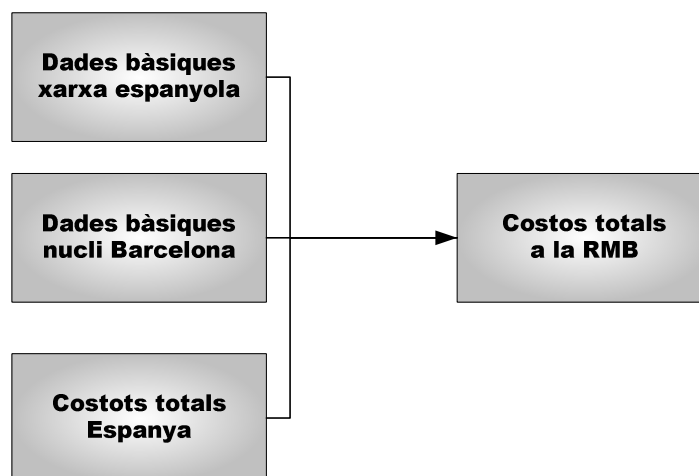 Dades bàsiques
xarxa espanyola
Dades bàsiques
nucli Barcelona
Costos totals
a la RMB
Costots totals
Espanya